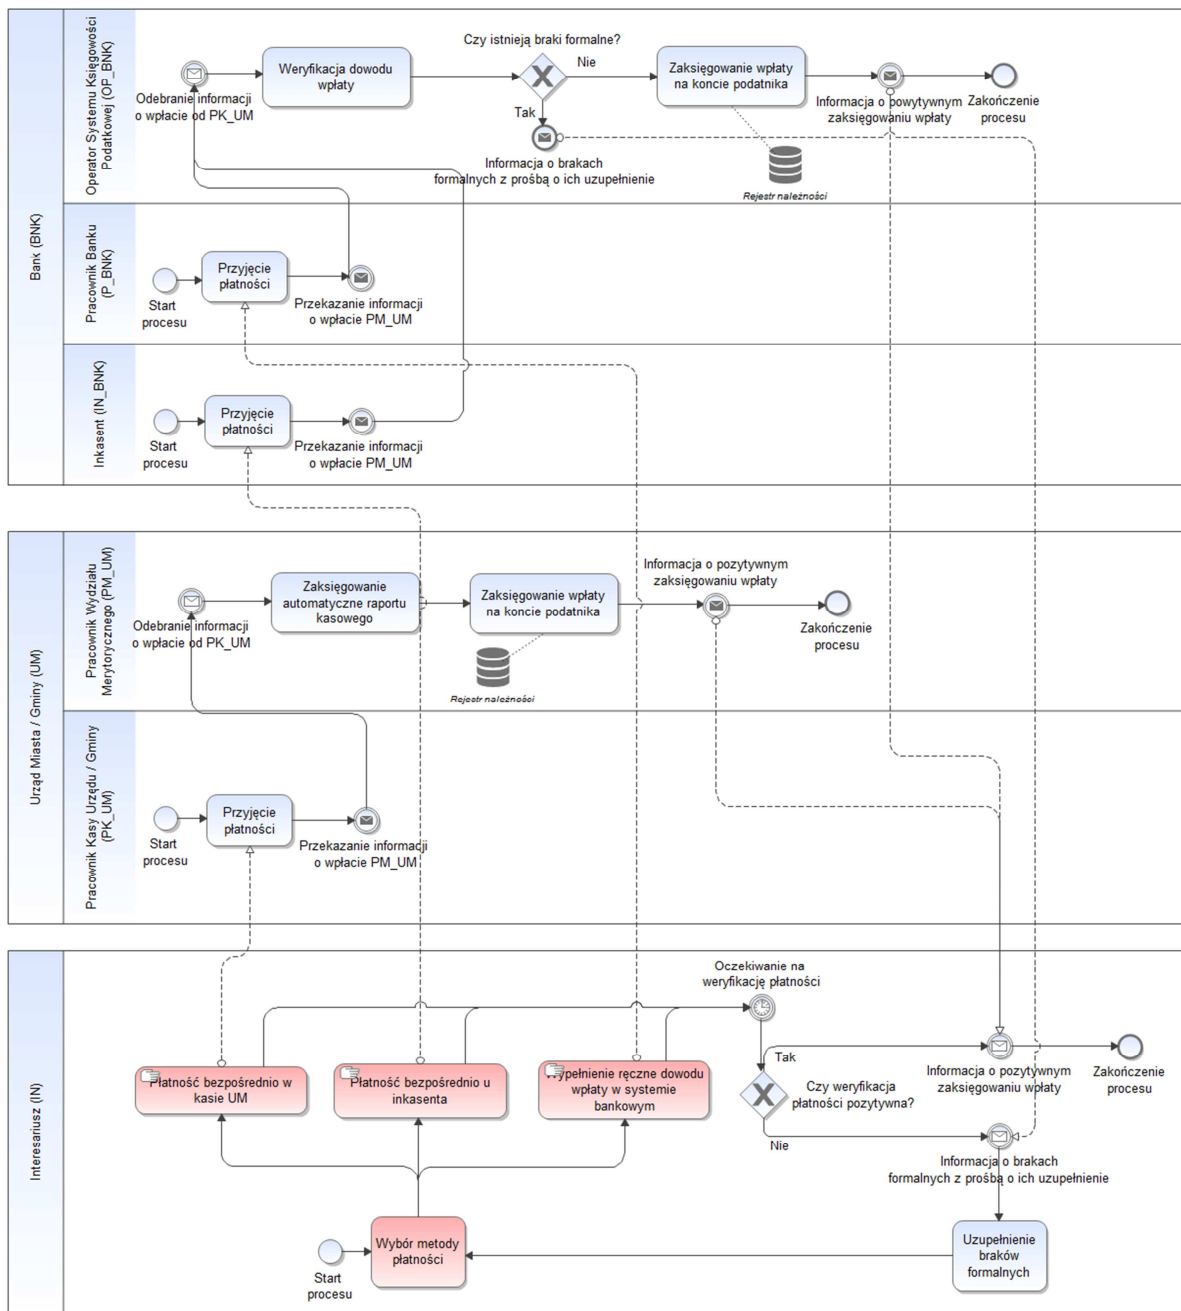 Bank (BNK)
Operator Systemu Księgowości
Podatkowej (OP_BNK)
Odebranie informacji
o wpłacie od PK_UM
Weryfikacja dowodu
wpłaty
Czy istnieją braki formalne?
Nie
Tak
Informacja o brakach
formalnych z prośbą o ich uzupełnienie
Zaksięgowanie wpłaty
na koncie podatnika
Rejestr należności
Informacja o powytywnym
zaksięgowaniu wpłaty
Zakończenie
procesu
Pracownik Banku
(P_BNK)
Start
procesu
Przyjęcie
płatności
Przekazanie informacji
o wpłacie PM_UM
Inkasent (IN_BNK)
Start
procesu
Przyjęcie
płatności
Przekazanie informacji
o wpłacie PM_UM
Urząd Miasta / Gminy (UM)
Pracownik Wydziału
Merytorycznego (PM_UM)
Odebranie informacji
o wpłacie od PK_UM
Zaksięgowanie
automatyczne raportu
kasowego
Zaksięgowanie wpłaty
na koncie podatnika
Rejestr należności
Informacja o pozytywnym
zaksięgowaniu wpłaty
Zakończenie
procesu
Pracownik Kasy Urzędu / Gminy
(PK_UM)
Start
procesu
Przyjęcie
płatności
Przekazanie informacji
o wpłacie PM_UM
Interesariusz (IN)
Płatność bezpośrednio w
kasie UM
Płatność bezpośrednio u
inkasenta
Wypełnienie ręczne dowodu
wpłaty w systemie
bankowym
Oczekiwanie na
weryfikację płatności
Tak
Czy weryfikacja
płatności pozytywna?
Nie
Informacja o pozytywnym
zaksięgowaniu wpłaty
Zakończenie
procesu
Informacja o brakach
formalnych z prośbą o ich uzupełnienie
Start
procesu
Wybór metody
płatności
Uzupełnienie
braków
formalnych